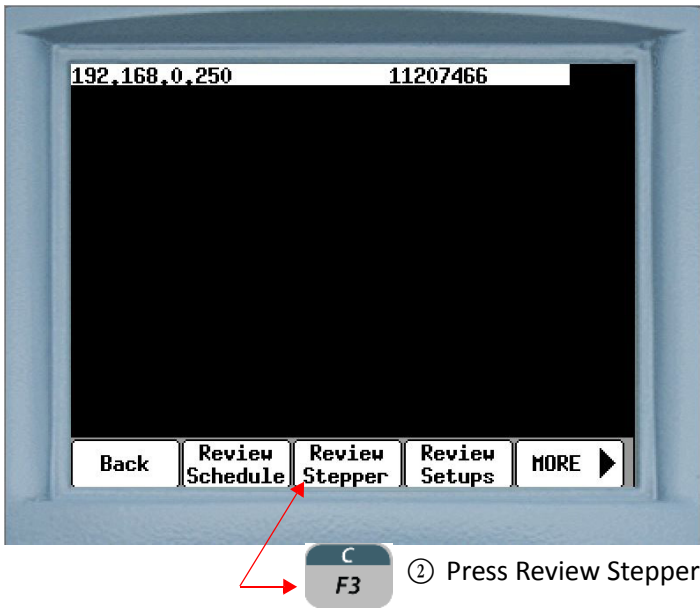 192.168.0.250 11207466
Back Review Schedule Review Stepper Review Setups MORE
C
F3
② Press Review Stepper